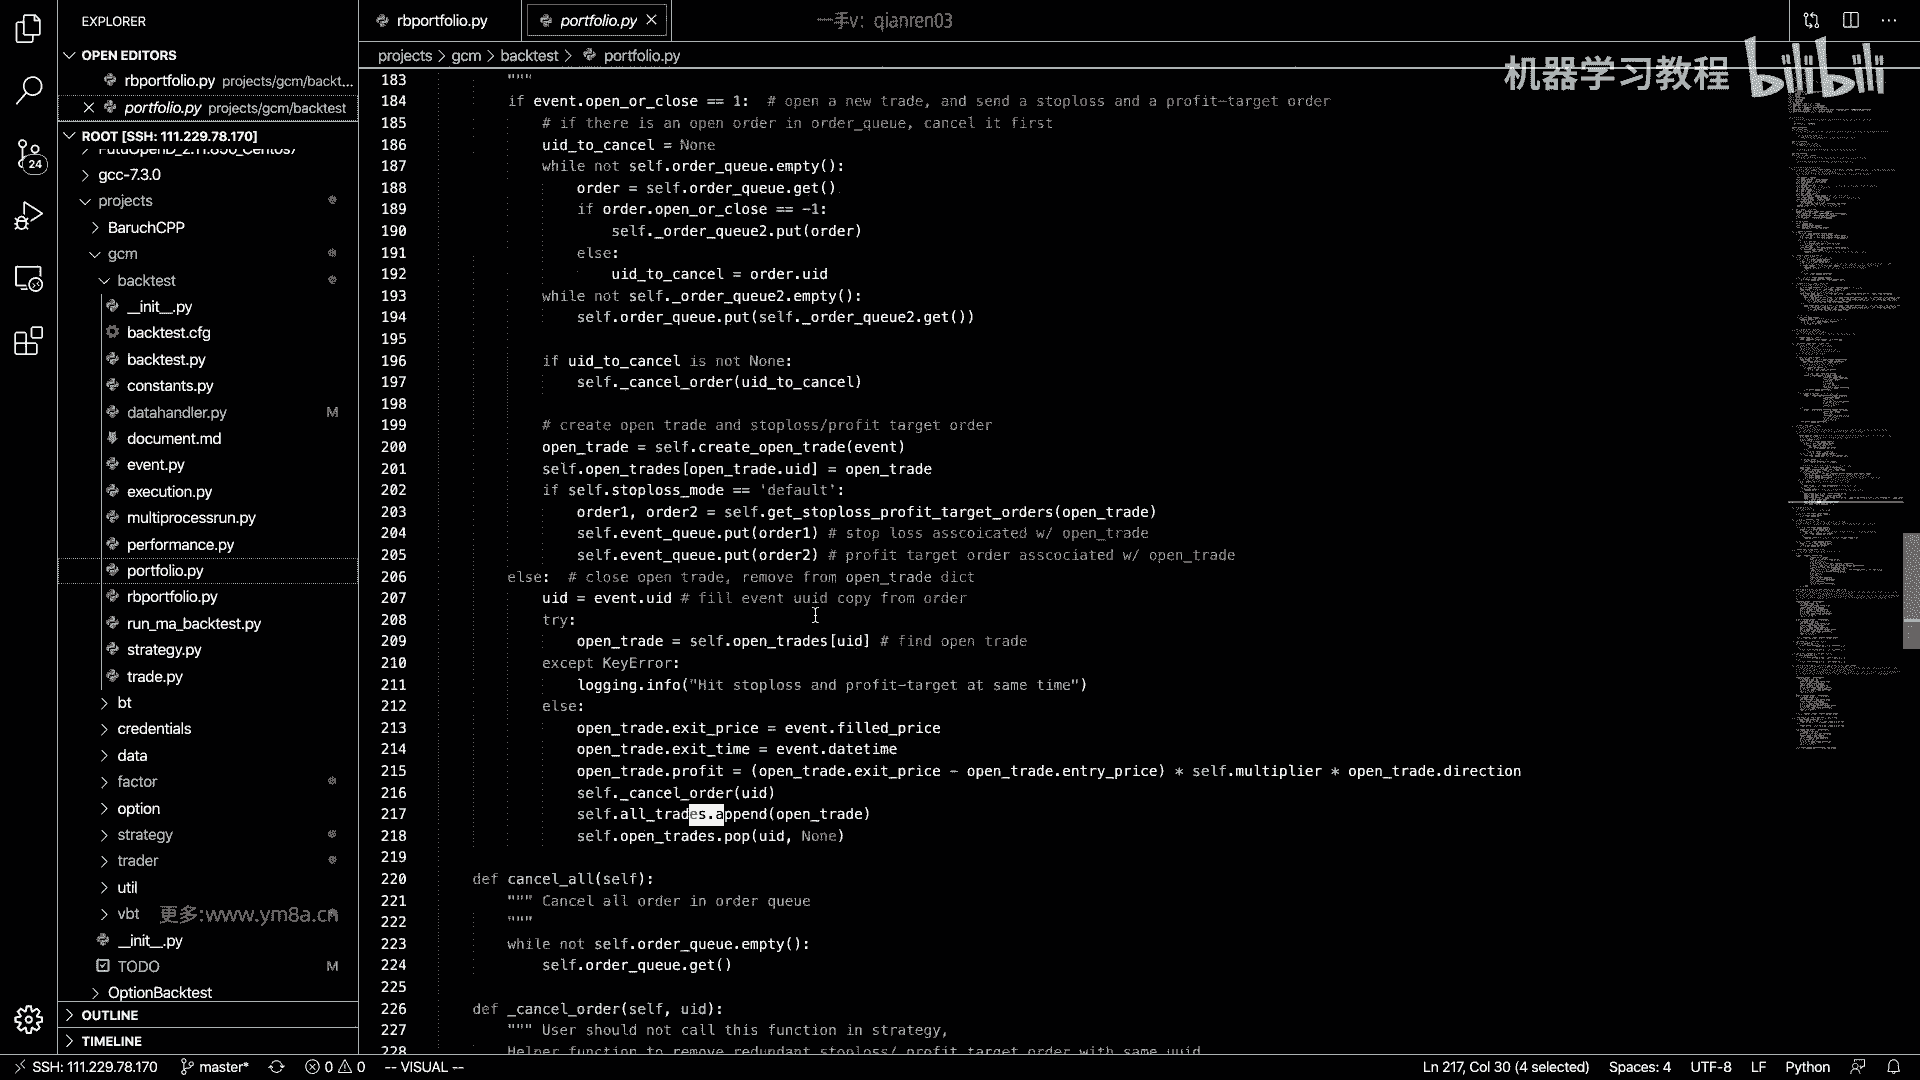 EXPLORER
rbportfolio.py
portfolio.py
一手v: qianren03
OPEN EDITORS
projects > gcm > backtest > portfolio.py
机器学习教程 bilibili
rbportfolio.py projects/gcm/backt...
portfolio.py projects/gcm/backtest
ROOT [SSH: 111.229.78.170]
gcc-7.3.0
projects
BaruchCPP
gcm
backtest
__init__.py
backtest.cfg
backtest.py
constants.py
datahandler.py M
document.md
event.py
execution.py
multiprocessrun.py
performance.py
portfolio.py
rbportfolio.py
run_ma_backtest.py
strategy.py
trade.py
bt
credentials
data
factor
option
strategy
trader
util
vbt
更多:www.ym8a.cn
__init__.py
TODO M
OptionBacktest
OUTLINE
TIMELINE
24
183 """
184 if event.open_or_close == 1: # open a new trade, and send a stoploss and a profit-target order
185 # if there is an open order in order_queue, cancel it first
186 uid_to_cancel = None
187 while not self.order_queue.empty():
188 order = self.order_queue.get()
189 if order.open_or_close == -1:
190 self._order_queue2.put(order)
191 else:
192 uid_to_cancel = order.uid
193 while not self._order_queue2.empty():
194 self.order_queue.put(self._order_queue2.get())
195
196 if uid_to_cancel is not None:
197 self._cancel_order(uid_to_cancel)
198
199 # create open trade and stoploss/profit target order
200 open_trade = self.create_open_trade(event)
201 self.open_trades[open_trade.uid] = open_trade
202 if self.stoploss_mode == 'default':
203 order1, order2 = self.get_stoploss_profit_target_orders(open_trade)
204 self.event_queue.put(order1) # stop loss asscoicated w/ open_trade
205 self.event_queue.put(order2) # profit target order asscociated w/ open_trade
206 else: # close open trade, remove from open_trade dict
207 uid = event.uid # fill event uuid copy from order
208 try:
209 open_trade = self.open_trades[uid] # find open trade
210 except KeyError:
211 logging.info("Hit stoploss and profit-target at same time")
212 else:
213 open_trade.exit_price = event.filled_price
214 open_trade.exit_time = event.datetime
215 open_trade.profit = (open_trade.exit_price - open_trade.entry_price) * self.multiplier * open_trade.direction
216 self._cancel_order(uid)
217 self.all_trades.append(open_trade)
218 self.open_trades.pop(uid, None)
219
220 def cancel_all(self):
221 """ Cancel all order in order queue
222 """
223 while not self.order_queue.empty():
224 self.order_queue.get()
225
226 def _cancel_order(self, uid):
227 """ User should not call this function in strategy,
228 Helper function to remove redundant stoploss/ profit target order with same uuid
SSH: 111.229.78.170 master* 0 0 -- VISUAL -- Ln 217, Col 30 (4 selected) Spaces: 4 UTF-8 LF Python